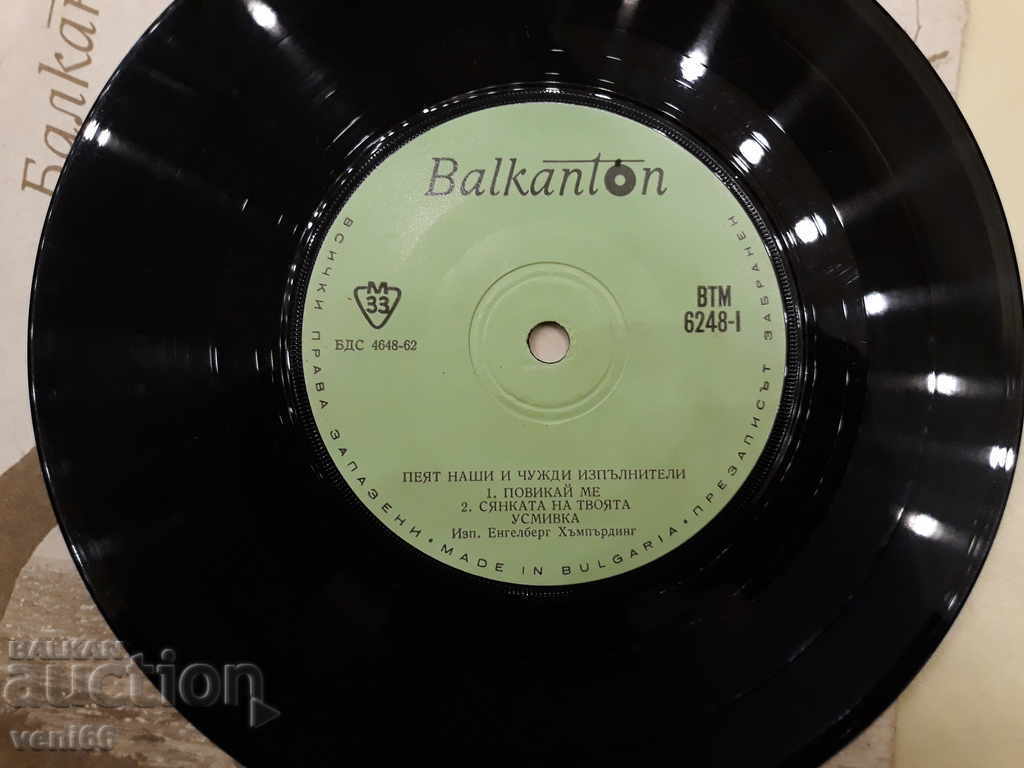 Балкан
Balkanton
ВСИЧКИ ПРАВА ЗАПАЗЕНИ • MADE IN BULGARIA • ПРЕЗАПИСЪТ ЗАБРАНЕН
М
33
БДС 4648-62
ВТМ
6248-I
ПЕЯТ НАШИ И ЧУЖДИ ИЗПЪЛНИТЕЛИ
1. ПОВИКАЙ МЕ
2. СЯНКАТА НА ТВОЯТА
УСМИВКА
Изп. Енгелберг Хъмпърдинг
BALKAN
auction
veni66